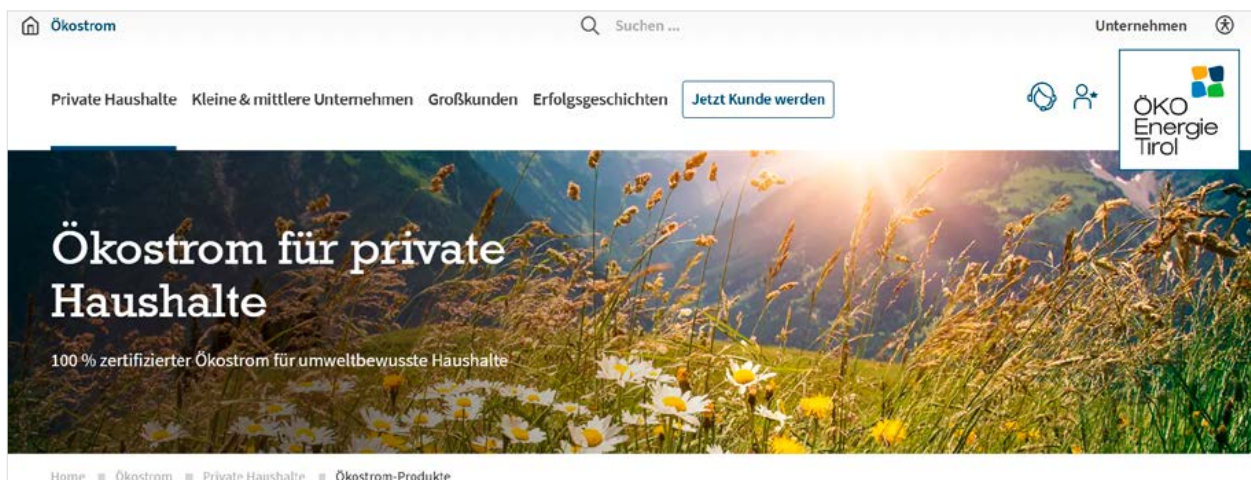 Ökostrom
Suchen ...
Unternehmen
Private Haushalte Kleine & mittlere Unternehmen Großkunden Erfolgsgeschichten Jetzt Kunde werden
ÖKO
Energie
Tirol
Ökostrom für private
Haushalte
100 % zertifizierter Ökostrom für umweltbewusste Haushalte
Home Ökostrom Private Haushalte Ökostrom-Produkte